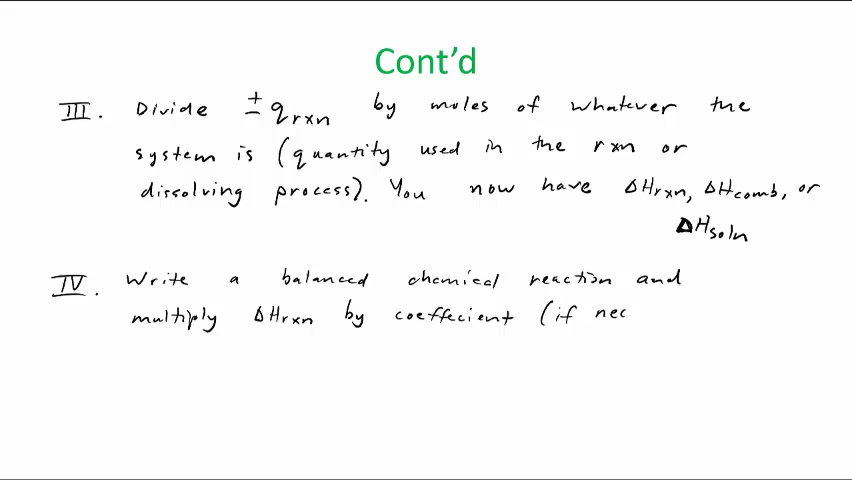 Cont'd
III. Divide ± qrxn by moles of whatever the
system is (quantity used in the rxn or
dissolving process). You now have ΔHrxn, ΔHcomb, or
ΔHsoln
IV. Write a balanced chemical reaction and
multiply ΔHrxn by coeffecient (if nec